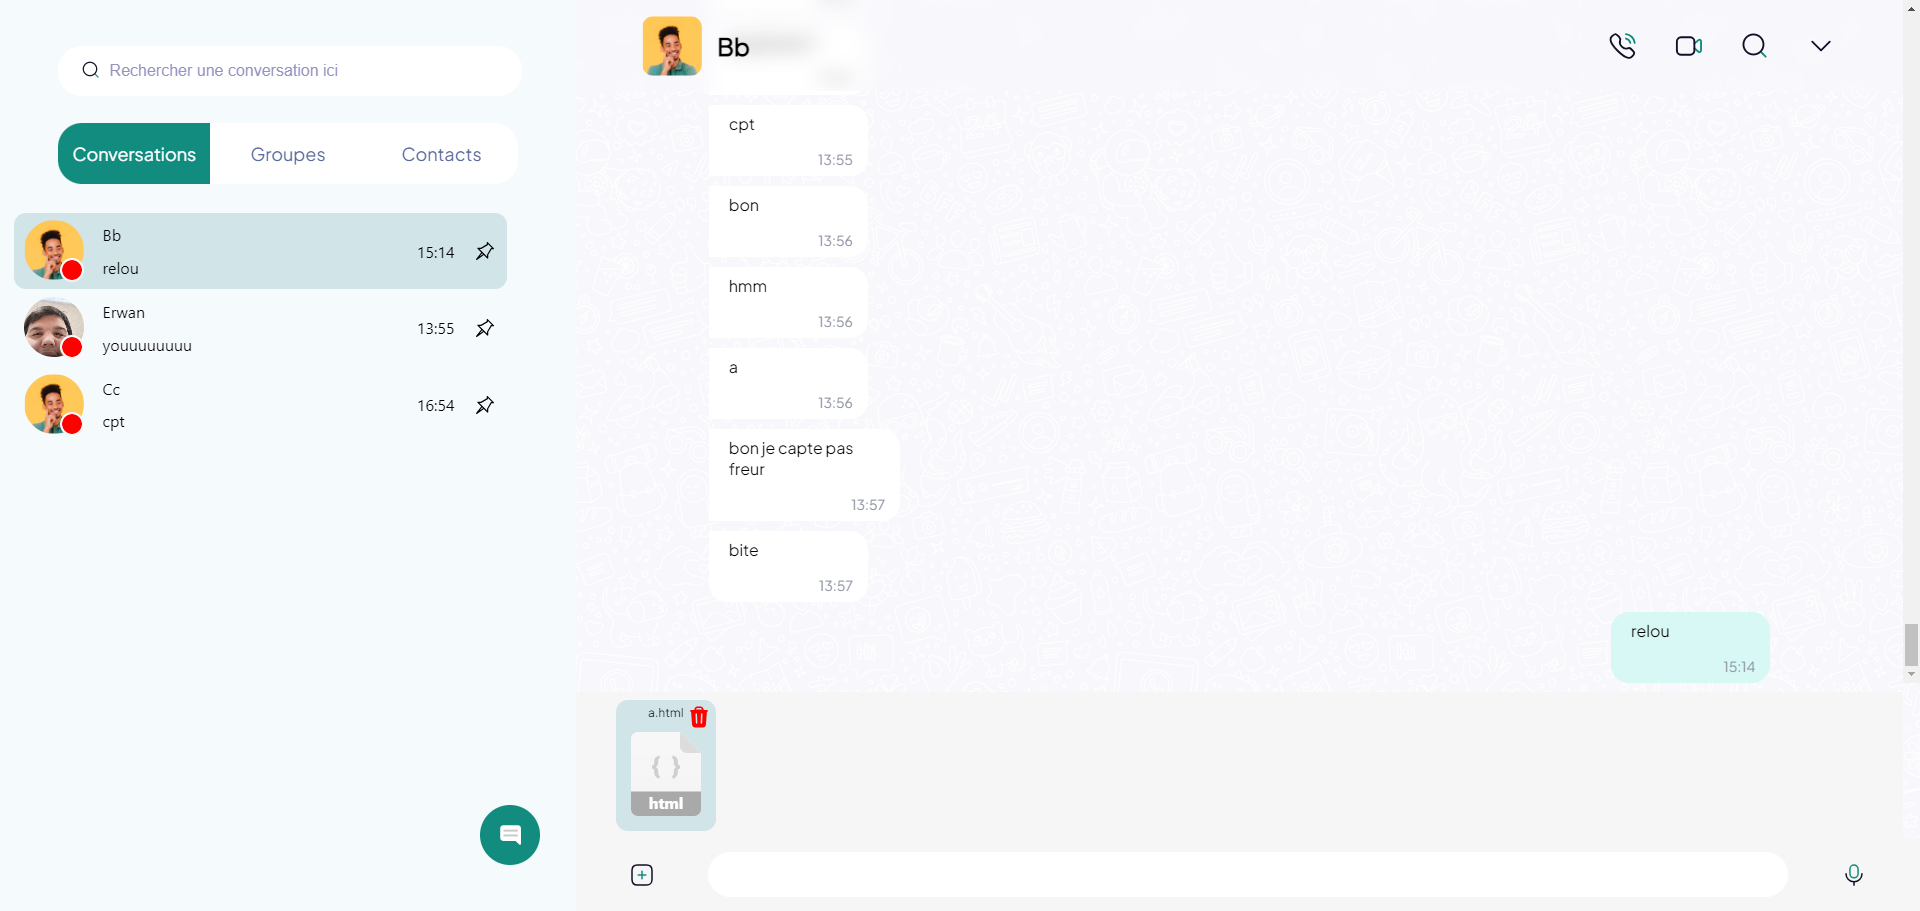 Rechercher une conversation ici
Conversations
Groupes
Contacts
Bb
15:14
relou
Erwan
13:55
youuuuuuuu
Cc
16:54
cpt
Bb
cpt
13:55
bon
13:56
hmm
13:56
a
13:56
bon je capte pas
freur
13:57
bite
13:57
relou
15:14
a.html
{ }
html